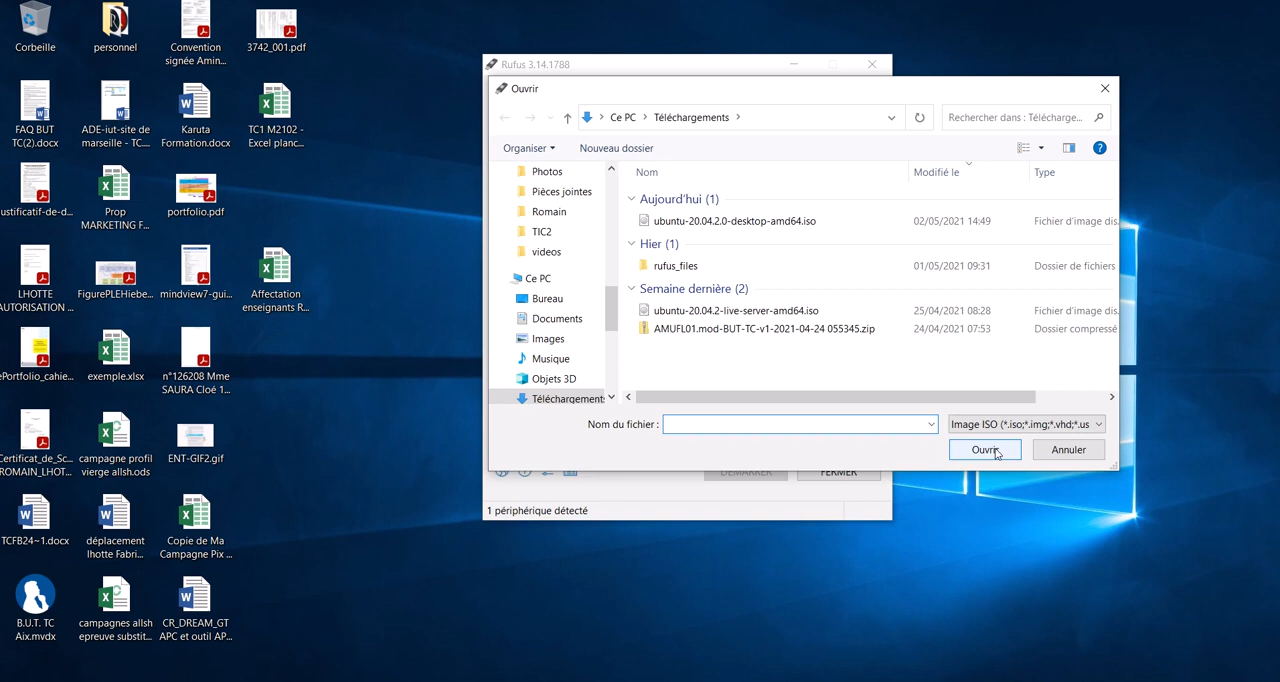 Corbeille
personnel
Convention
signée Amin...
3742_001.pdf
FAQ BUT
TC(2).docx
ADE-iut-site de
marseille - TC....
Karuta
Formation.docx
TC1 M2102 -
Excel planc...
ustificatif-de-d...
Prop
MARKETING F...
portfolio.pdf
LHOTTE
AUTORISATION ...
FigurePLEHiebe...
mindview7-gui...
Affectation
enseignants R...
ePortfolio_cahie...
exemple.xlsx
n°126208 Mme
SAURA Cloé 1...
Certificat_de_Sc...
ROMAIN_LHOT...
campagne profil
vierge allsh.ods
ENT-GIF2.gif
TCFB24~1.docx
déplacement
lhotte Fabri...
Copie de Ma
Campagne Pix ...
B.U.T. TC
Aix.mvdx
campagnes allsh
epreuve substit...
CR_DREAM_GT
APC et outil AP...
Rufus 3.14.1788
Ouvrir
Ce PC
Téléchargements
Rechercher dans : Télécharge...
Organiser
Nouveau dossier
Photos
Pièces jointes
Romain
TIC2
videos
Ce PC
Bureau
Documents
Images
Musique
Objets 3D
Téléchargements
Nom
Modifié le
Type
Aujourd'hui (1)
ubuntu-20.04.2.0-desktop-amd64.iso
02/05/2021 14:49
Fichier d'image dis
Hier (1)
rufus_files
01/05/2021 09:31
Dossier de fichiers
Semaine dernière (2)
ubuntu-20.04.2-live-server-amd64.iso
25/04/2021 08:28
Fichier d'image dis
AMUFL01.mod-BUT-TC-v1-2021-04-24 055345.zip
24/04/2021 07:53
Dossier compressé
Nom du fichier :
Image ISO (*.iso;*.img;*.vhd;*.us
Ouvrir
Annuler
DÉMARRER
FERMER
1 périphérique détecté